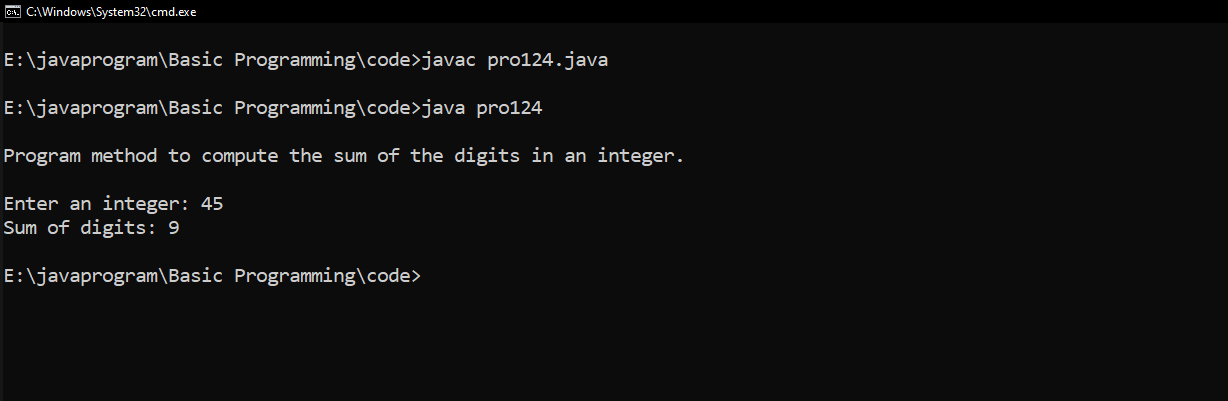 C:\Windows\System32\cmd.exe
E:\javaprogram\Basic Programming\code>javac pro124.java
E:\javaprogram\Basic Programming\code>java pro124
Program method to compute the sum of the digits in an integer.
Enter an integer: 45
Sum of digits: 9
E:\javaprogram\Basic Programming\code>